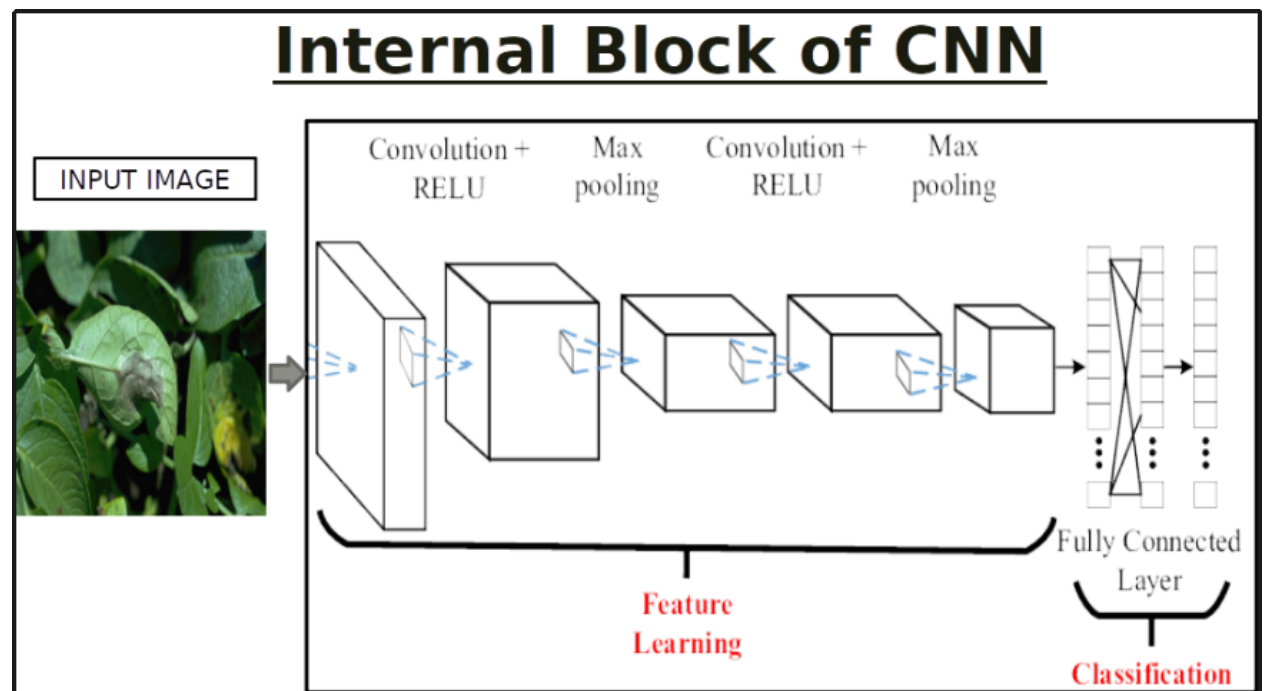 Internal Block of CNN
INPUT IMAGE
Convolution +
RELU
Max
pooling
Convolution +
RELU
Max
pooling
Fully Connected
Layer
Feature
Learning
Classification